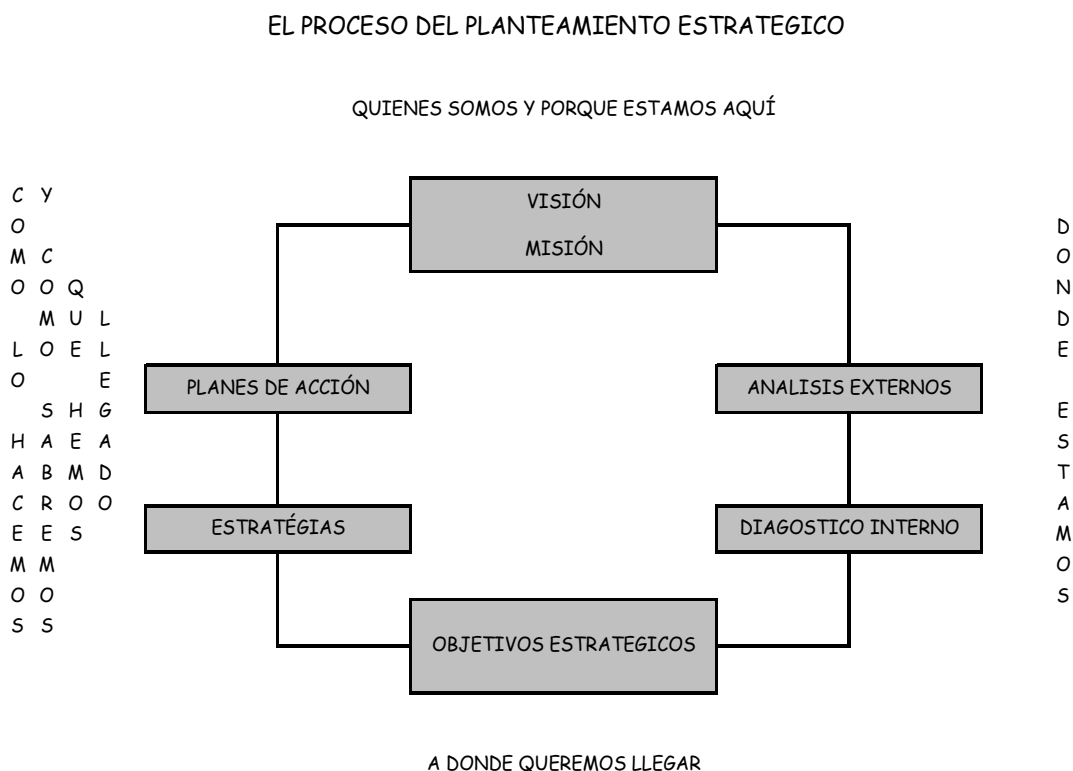 EL PROCESO DEL PLANTEAMIENTO ESTRATEGICO
QUIENES SOMOS Y PORQUE ESTAMOS AQUÍ
COMO LO HACEMOS
Y COMO SABREMOS
QUE HEMOS
LLEGADO
VISIÓN
MISIÓN
PLANES DE ACCIÓN
ESTRATÉGIAS
ANALISIS EXTERNOS
DIAGOSTICO INTERNO
OBJETIVOS ESTRATEGICOS
DONDE ESTAMOS
A DONDE QUEREMOS LLEGAR